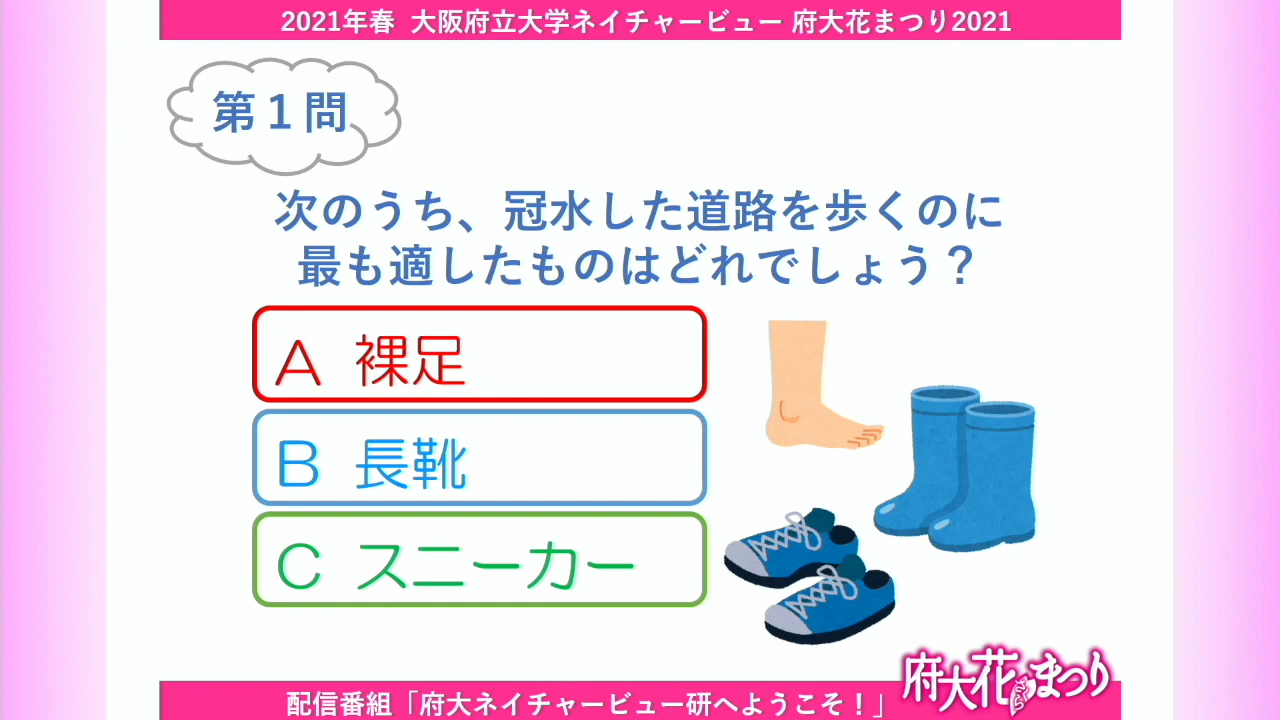 2021年春 大阪府立大学ネイチャービュー 府大花まつり2021
第１問
次のうち、冠水した道路を歩くのに
最も適したものはどれでしょう？
A 裸足
B 長靴
C スニーカー
府大花まつり
配信番組「府大ネイチャービュー研へようこそ！」